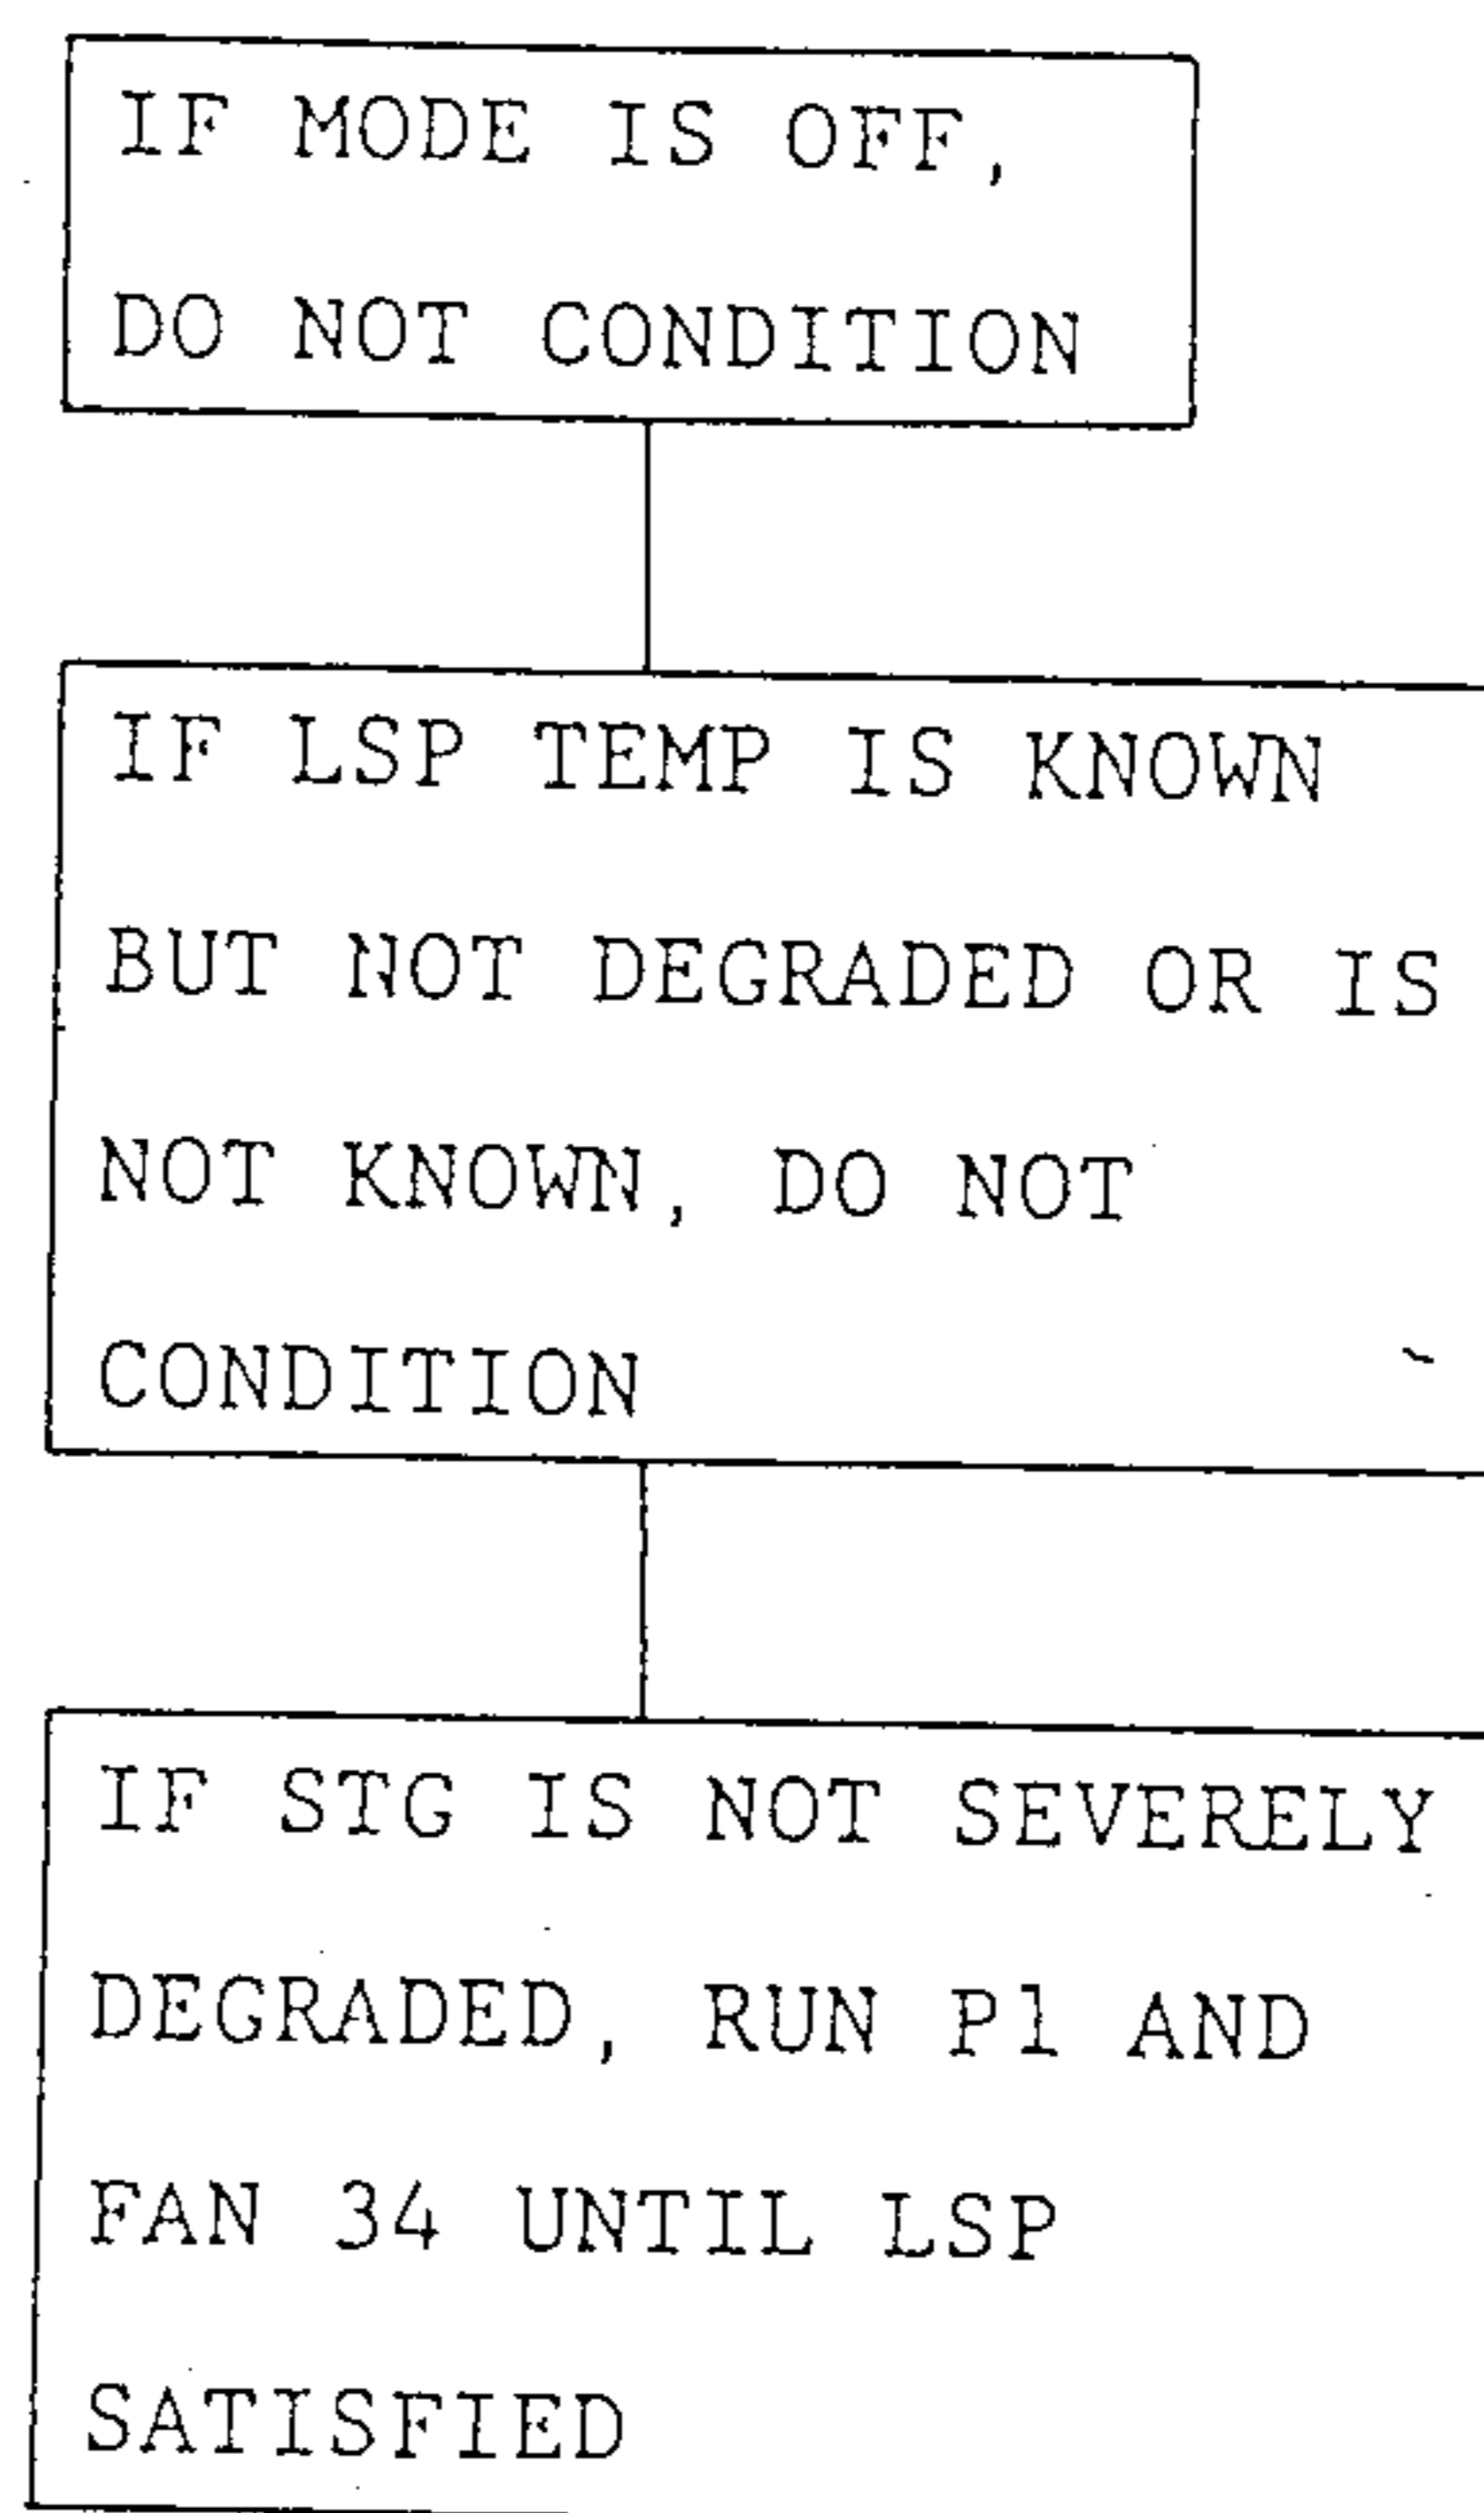 IF MODE IS OFF,
DO NOT CONDITION
IF LSP TEMP IS KNOWN
BUT NOT DEGRADED OR IS
NOT KNOWN, DO NOT
CONDITION
IF STG IS NOT SEVERELY
DEGRADED, RUN P1 AND
FAN 34 UNTIL LSP
SATISFIED